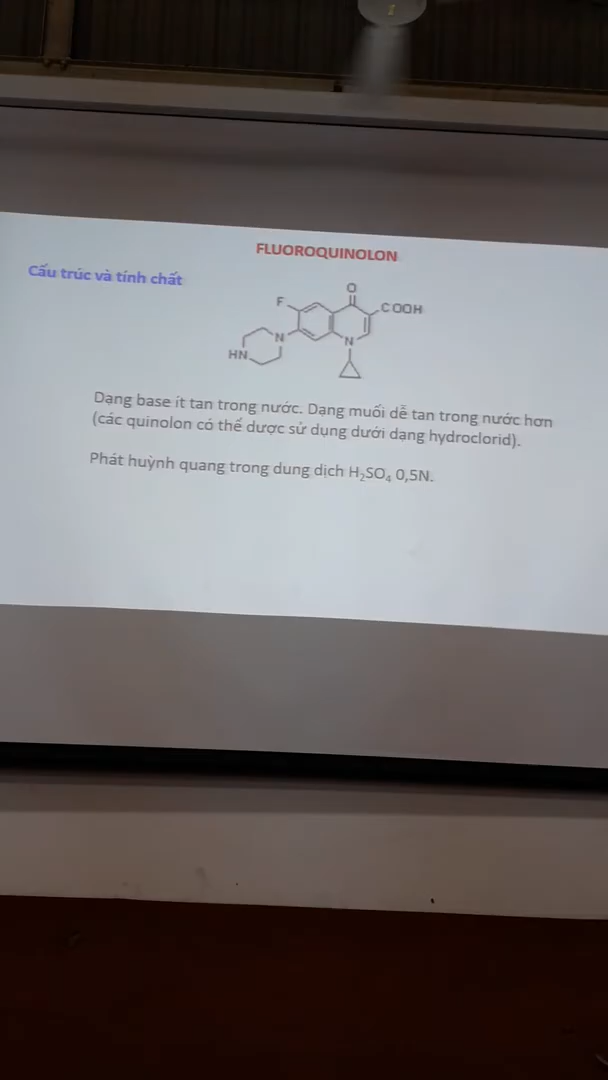 FLUOROQUINOLON
Cấu trúc và tính chất
O
F
COOH
N
N
HN
Dạng base ít tan trong nước. Dạng muối dễ tan trong nước hơn
(các quinolon có thể được sử dụng dưới dạng hydroclorid).
Phát huỳnh quang trong dung dịch H₂SO₄ 0,5N.